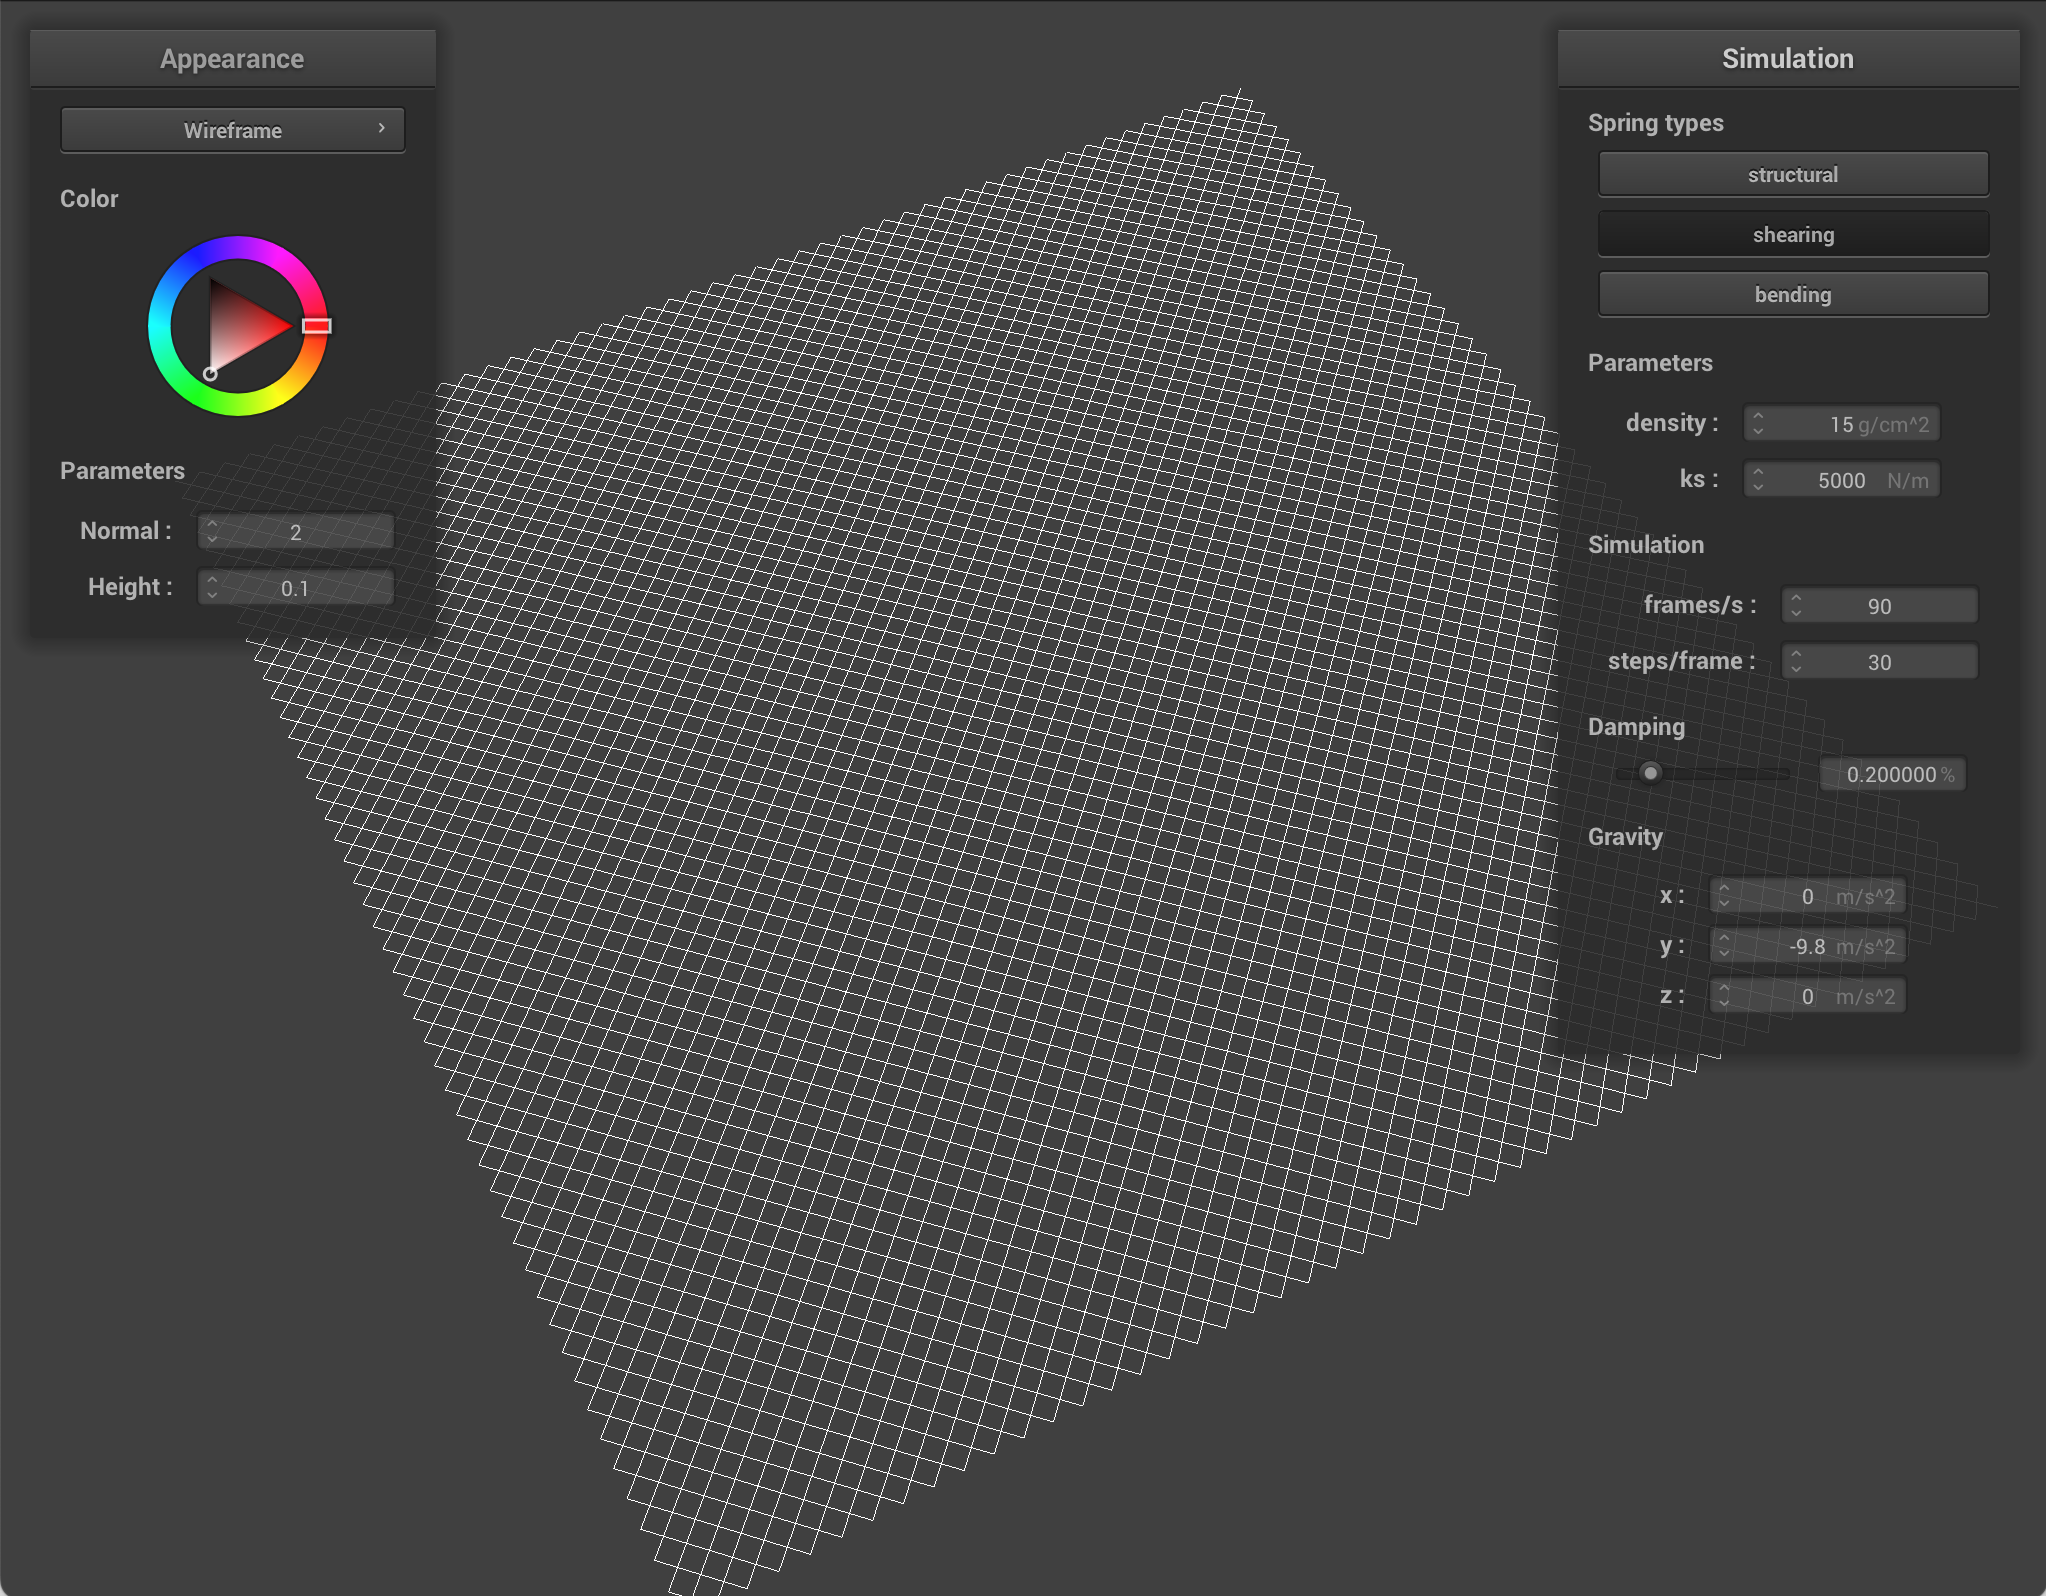 Appearance
Wireframe
Color
Parameters
Normal : 2
Height : 0.1
Simulation
Spring types
structural
shearing
bending
Parameters
density : 15 g/cm^2
ks : 5000 N/m
Simulation
frames/s : 90
steps/frame : 30
Damping
0.200000 %
Gravity
x : 0 m/s^2
y : -9.8 m/s^2
z : 0 m/s^2